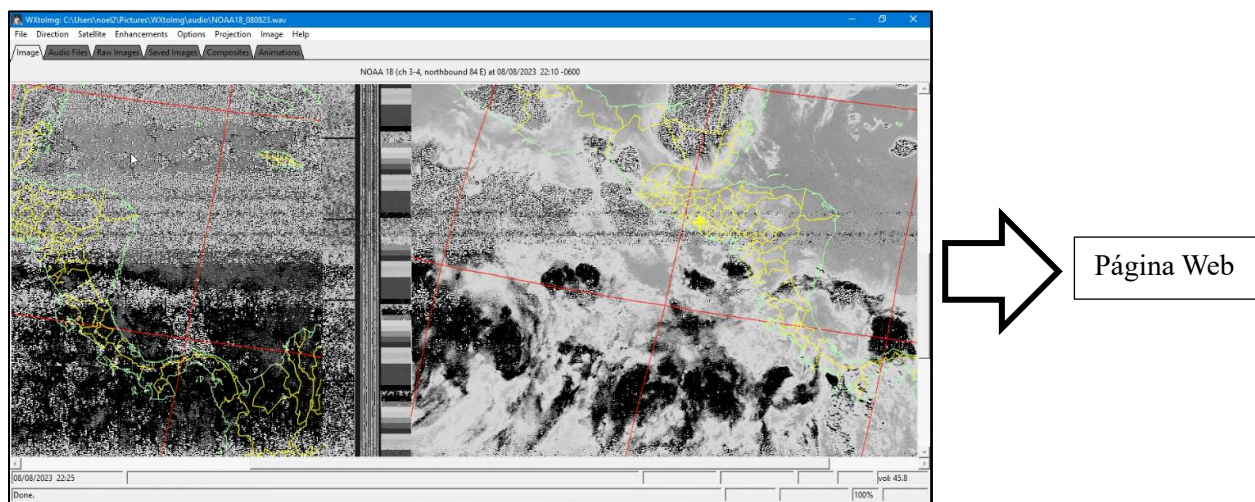 WXtoImg: C:\Users\noel2\Pictures\WXtoImg\audio\NOAA18_080823.wav
File Direction Satellite Enhancements Options Projection Image Help
Image Audio Files Raw Images Saved Images Composites Animations
NOAA 18 (ch 3-4, northbound 84 E) at 08/08/2023 22:10 -0600
Página Web
08/08/2023 22:25
vol: 45.8
Done.
100%